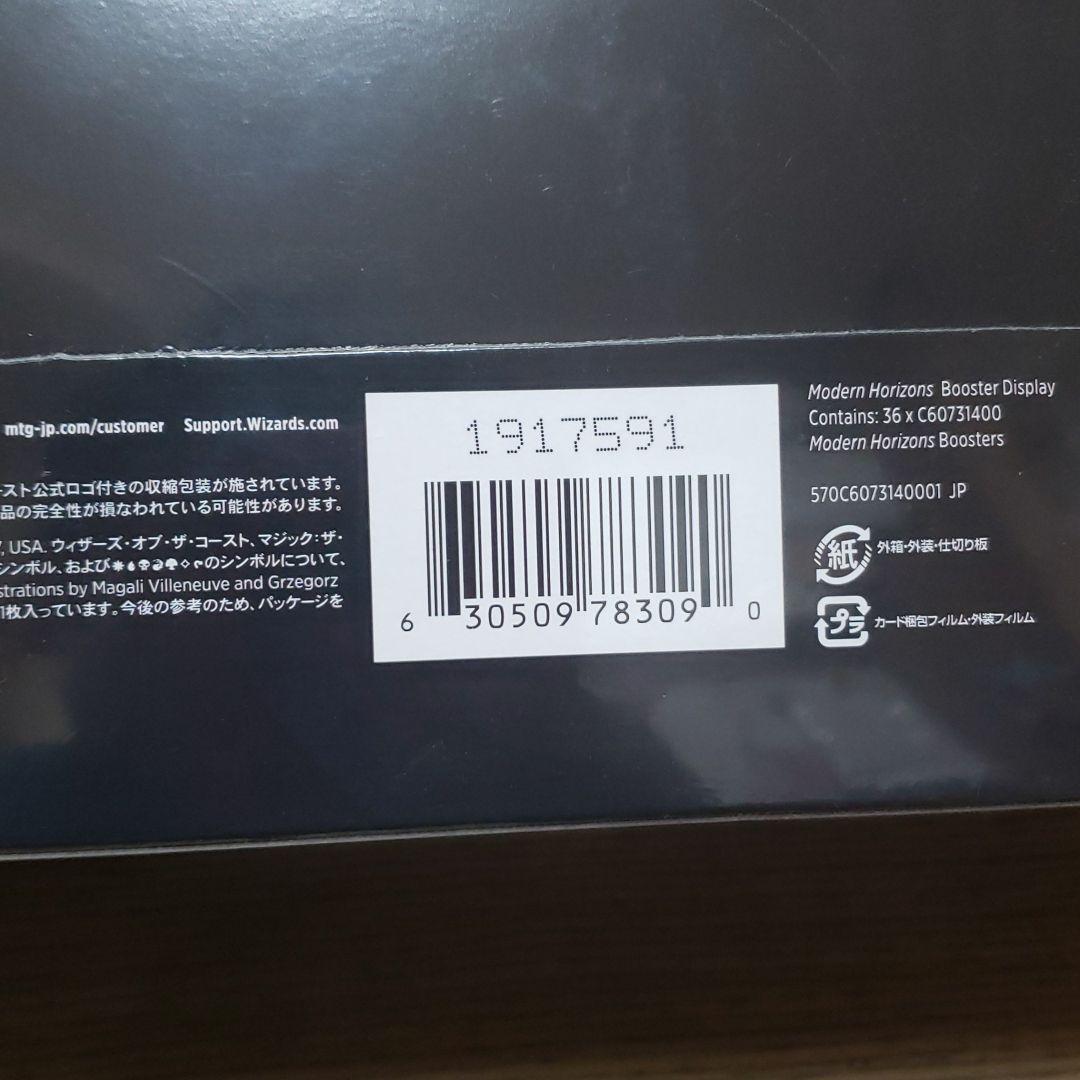 mtg-jp.com/customer Support.Wizards.com
ースト公式ロゴ付きの収縮包装が施されています。
品の完全性が損なわれている可能性があります。
, USA. ウィザーズ・オブ・ザ・コースト、マジック:ザ・
シンボル、および のシンボルについて、
strations by Magali Villeneuve and Grzegorz
1枚入っています。今後の参考のため、パッケージを
1917591
6 30509 78309 0
Modern Horizons Booster Display
Contains: 36 x C60731400
Modern Horizons Boosters
570C6073140001 JP
紙 外箱・外装・仕切り板
プラ カード梱包フィルム・外装フィルム